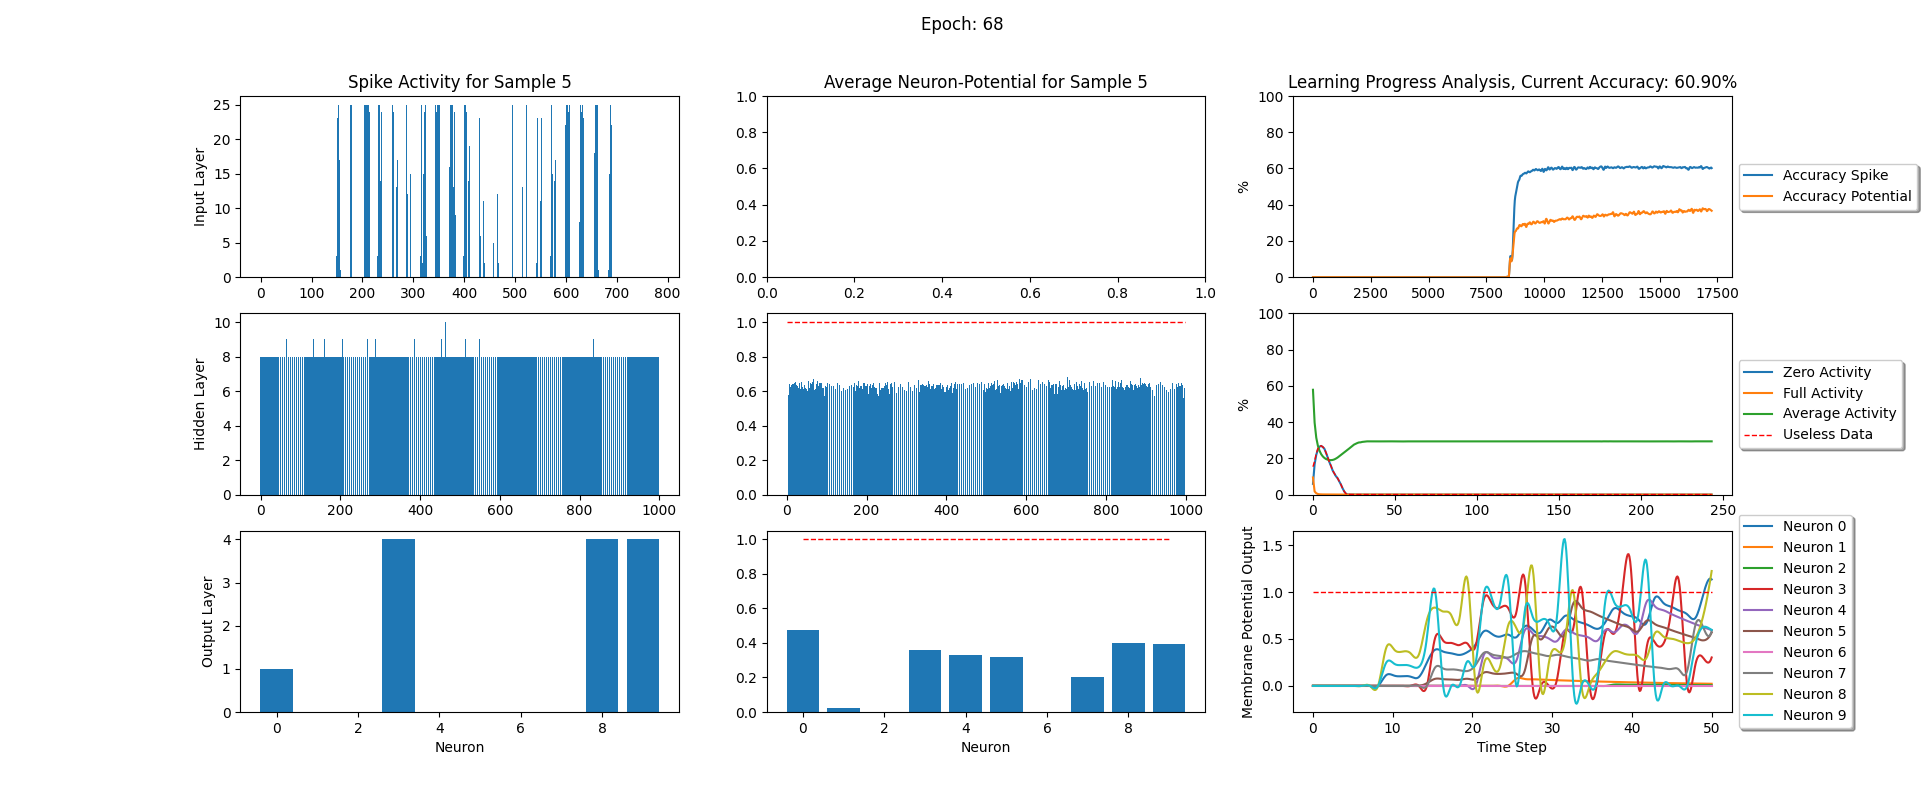 Epoch: 68
Spike Activity for Sample 5
Input Layer
25
20
15
10
5
0
0 100 200 300 400 500 600 700 800
Average Neuron-Potential for Sample 5
1.0
0.8
0.6
0.4
0.2
0.0
0.0 0.2 0.4 0.6 0.8 1.0
Learning Progress Analysis, Current Accuracy: 60.90%
%
100
80
60
40
20
0
0 2500 5000 7500 10000 12500 15000 17500
Accuracy Spike
Accuracy Potential
Hidden Layer
10
8
6
4
2
0
0 200 400 600 800 1000
1.0
0.8
0.6
0.4
0.2
0.0
0 200 400 600 800 1000
%
100
80
60
40
20
0
0 50 100 150 200 250
Zero Activity
Full Activity
Average Activity
Useless Data
Output Layer
4
3
2
1
0
0 2 4 6 8
Neuron
1.0
0.8
0.6
0.4
0.2
0.0
0 2 4 6 8
Neuron
Membrane Potential Output
1.5
1.0
0.5
0.0
0 10 20 30 40 50
Time Step
Neuron 0
Neuron 1
Neuron 2
Neuron 3
Neuron 4
Neuron 5
Neuron 6
Neuron 7
Neuron 8
Neuron 9